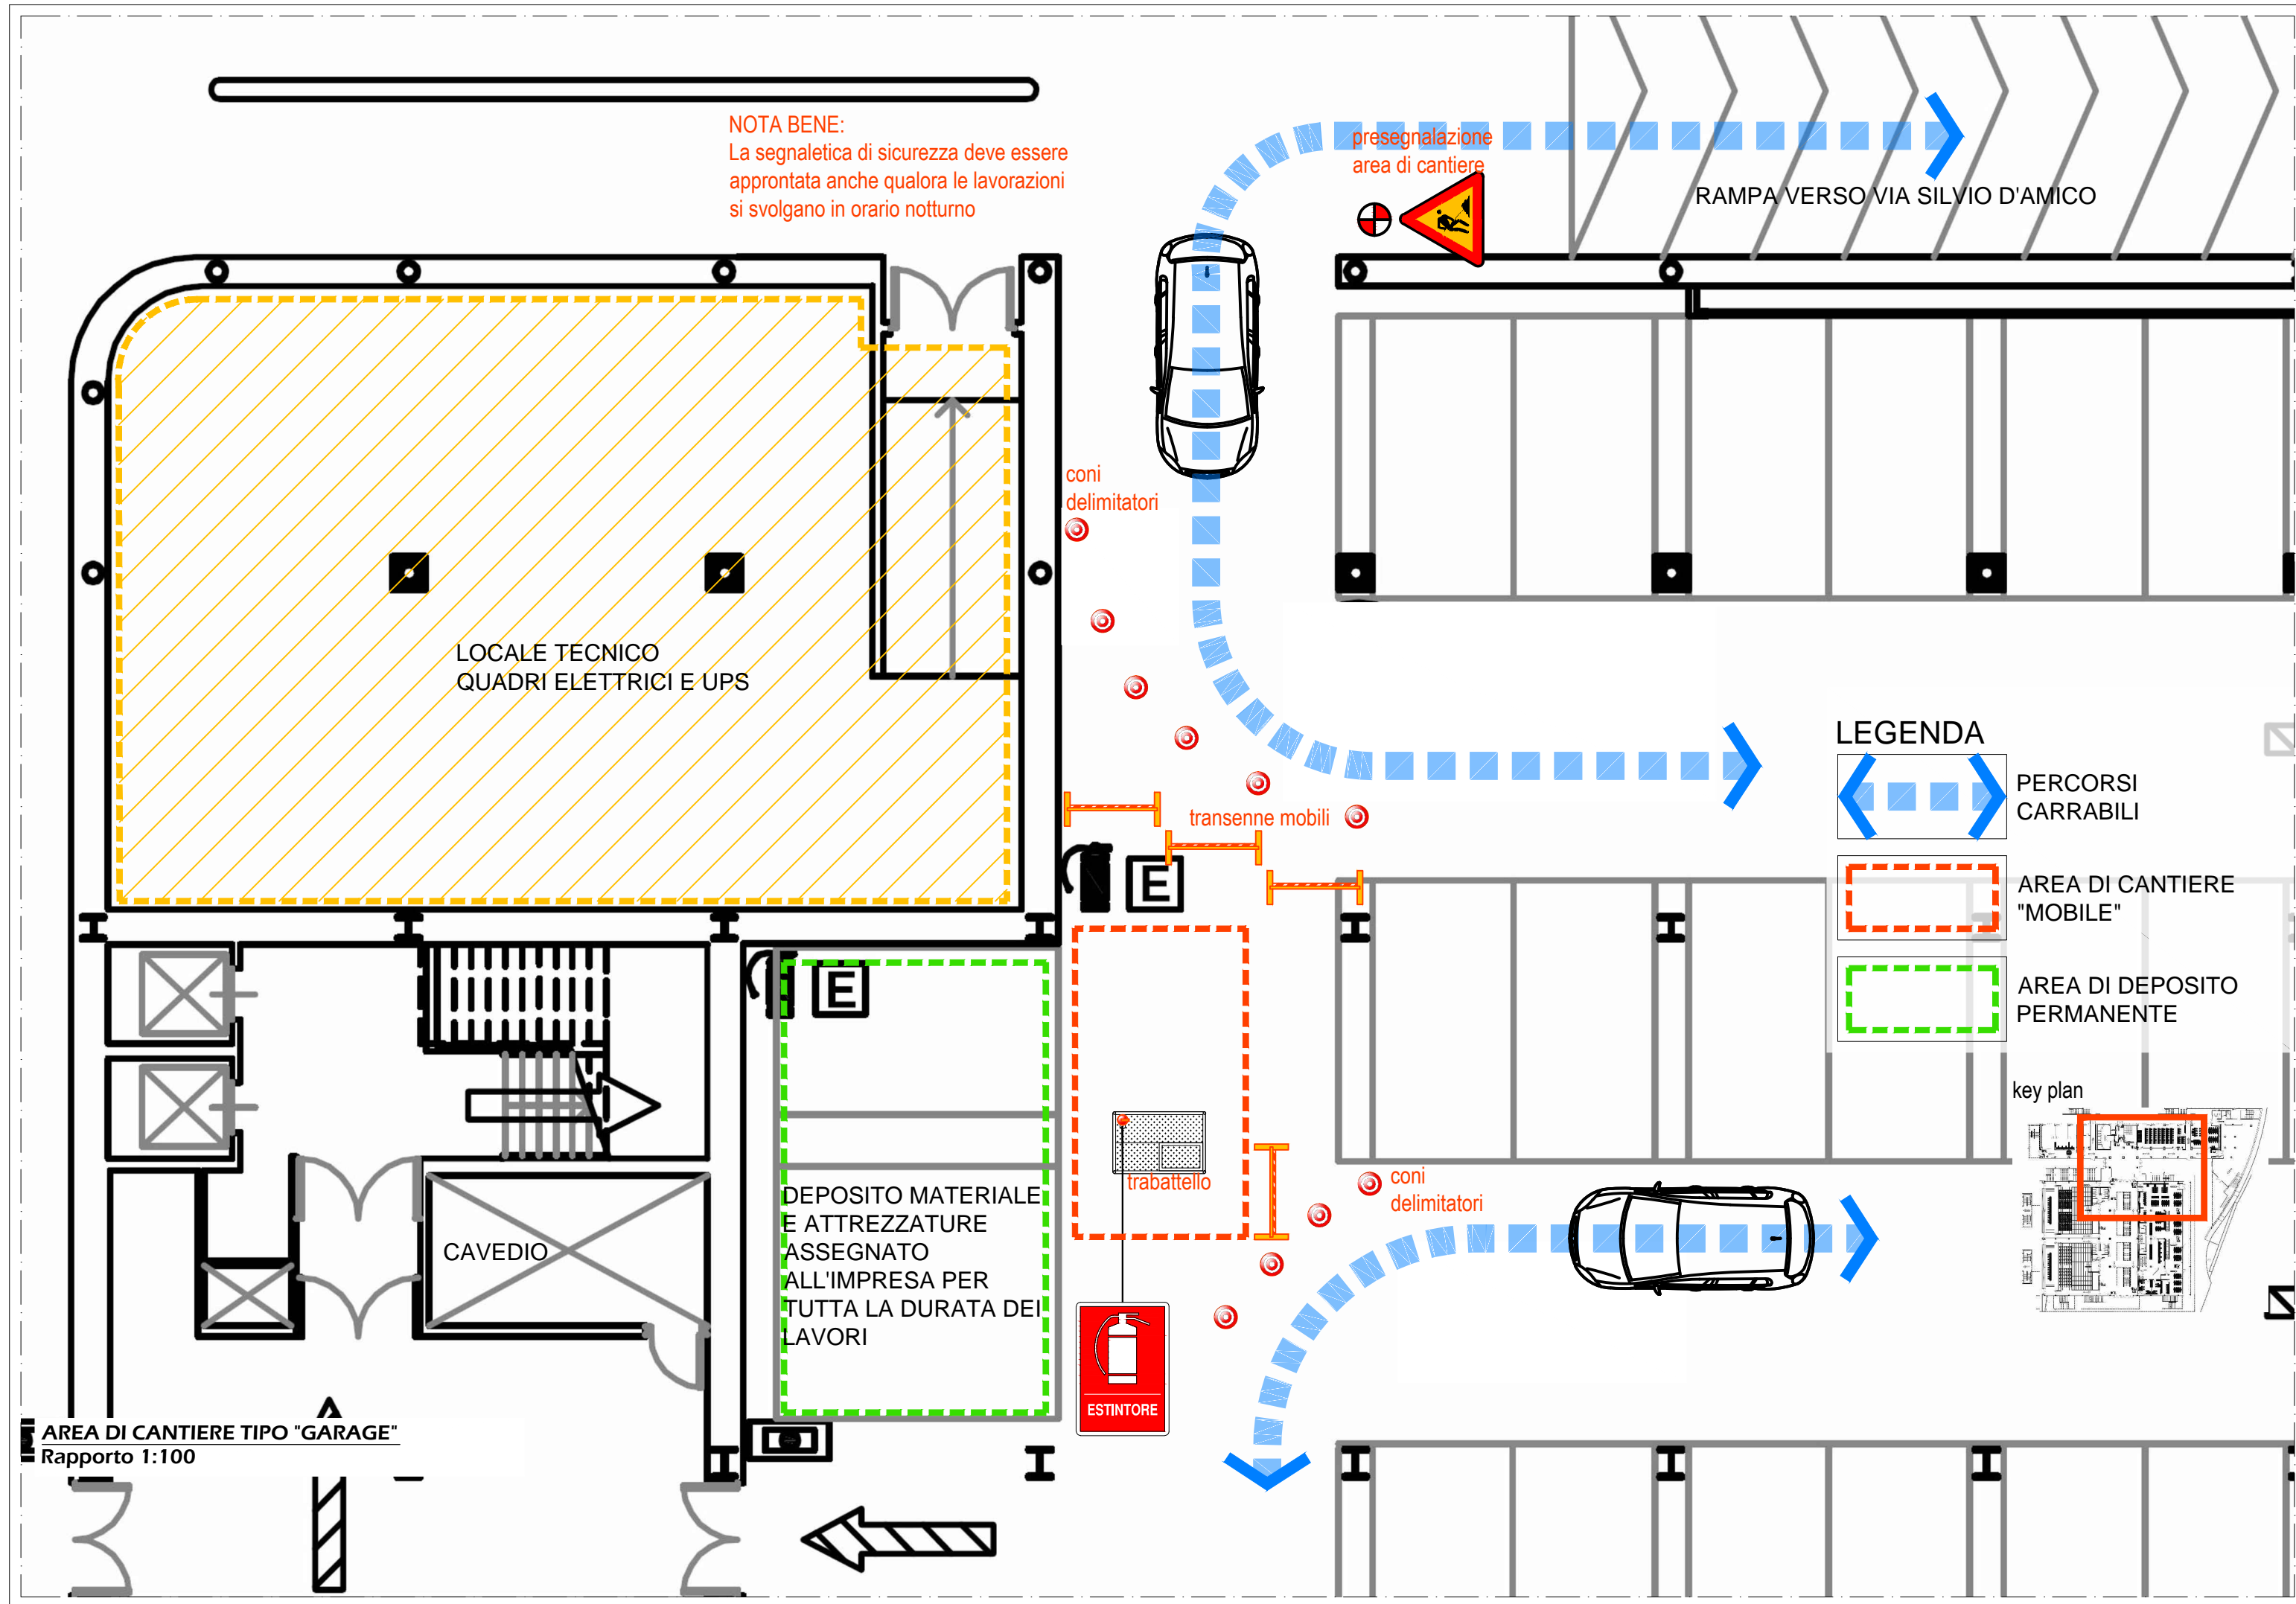 NOTA BENE:
La segnaletica di sicurezza deve essere
approntata anche qualora le lavorazioni
si svolgano in orario notturno
presegnalazione
area di cantiere
RAMPA VERSO VIA SILVIO D'AMICO
coni
delimitatori
LOCALE TECNICO
QUADRI ELETTRICI E UPS
transenne mobili
E
E
LEGENDA
PERCORSI
CARRABILI
AREA DI CANTIERE
"MOBILE"
AREA DI DEPOSITO
PERMANENTE
key plan
trabattello
coni
delimitatori
DEPOSITO MATERIALE
E ATTREZZATURE
ASSEGNATO
ALL'IMPRESA PER
TUTTA LA DURATA DEI
LAVORI
CAVEDIO
ESTINTORE
AREA DI CANTIERE TIPO "GARAGE"
Rapporto 1:100